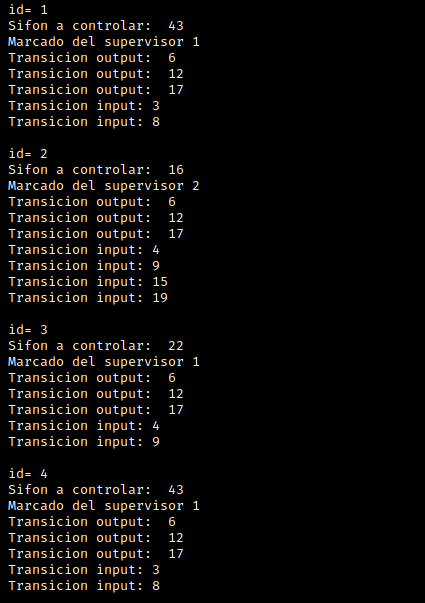 id= 1
Sifon a controlar:  43
Marcado del supervisor 1
Transicion output:  6
Transicion output:  12
Transicion output:  17
Transicion input: 3
Transicion input: 8

id= 2
Sifon a controlar:  16
Marcado del supervisor 2
Transicion output:  6
Transicion output:  12
Transicion output:  17
Transicion input: 4
Transicion input: 9
Transicion input: 15
Transicion input: 19

id= 3
Sifon a controlar:  22
Marcado del supervisor 1
Transicion output:  6
Transicion output:  12
Transicion output:  17
Transicion input: 4
Transicion input: 9

id= 4
Sifon a controlar:  43
Marcado del supervisor 1
Transicion output:  6
Transicion output:  12
Transicion output:  17
Transicion input: 3
Transicion input: 8